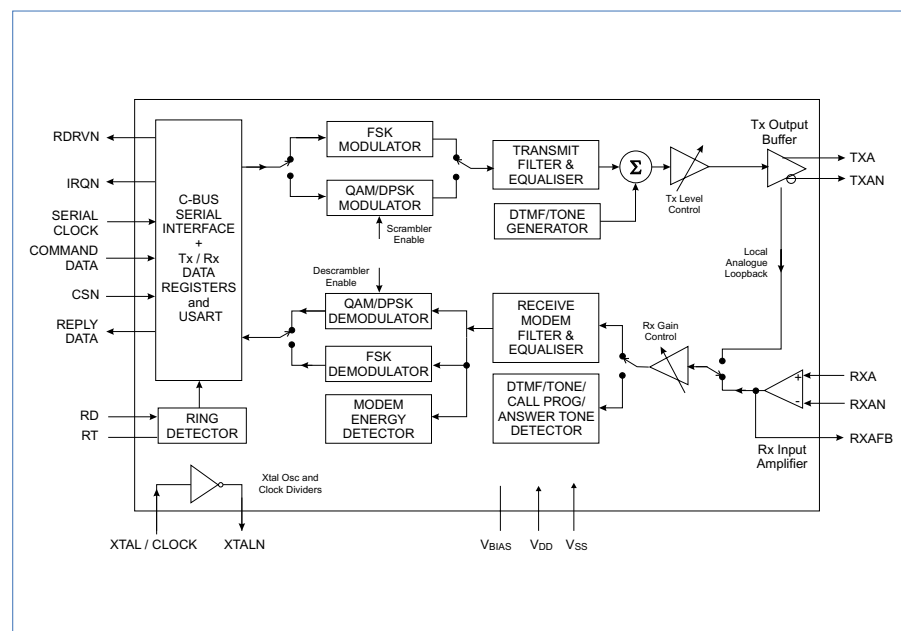 RDRVN
IRQN
SERIAL
CLOCK
COMMAND
DATA
CSN
REPLY
DATA
RD
RT
C-BUS
SERIAL
INTERFACE
+
Tx / Rx
DATA
REGISTERS
and
USART
RING
DETECTOR
FSK
MODULATOR
QAM/DPSK
MODULATOR
Scrambler
Enable
TRANSMIT
FILTER &
EQUALISER
DTMF/TONE
GENERATOR
Σ
Tx Level
Control
Tx Output
Buffer
TXA
TXAN
Local
Analogue
Loopback
Descrambler
Enable
QAM/DPSK
DEMODULATOR
FSK
DEMODULATOR
MODEM
ENERGY
DETECTOR
RECEIVE
MODEM
FILTER &
EQUALISER
DTMF/TONE/
CALL PROG/
ANSWER TONE
DETECTOR
Rx Gain
Control
+
-
RXA
RXAN
RXAFB
Rx Input
Amplifier
Xtal Osc and
Clock Dividers
XTAL / CLOCK
XTALN
VBIAS
VDD
VSS